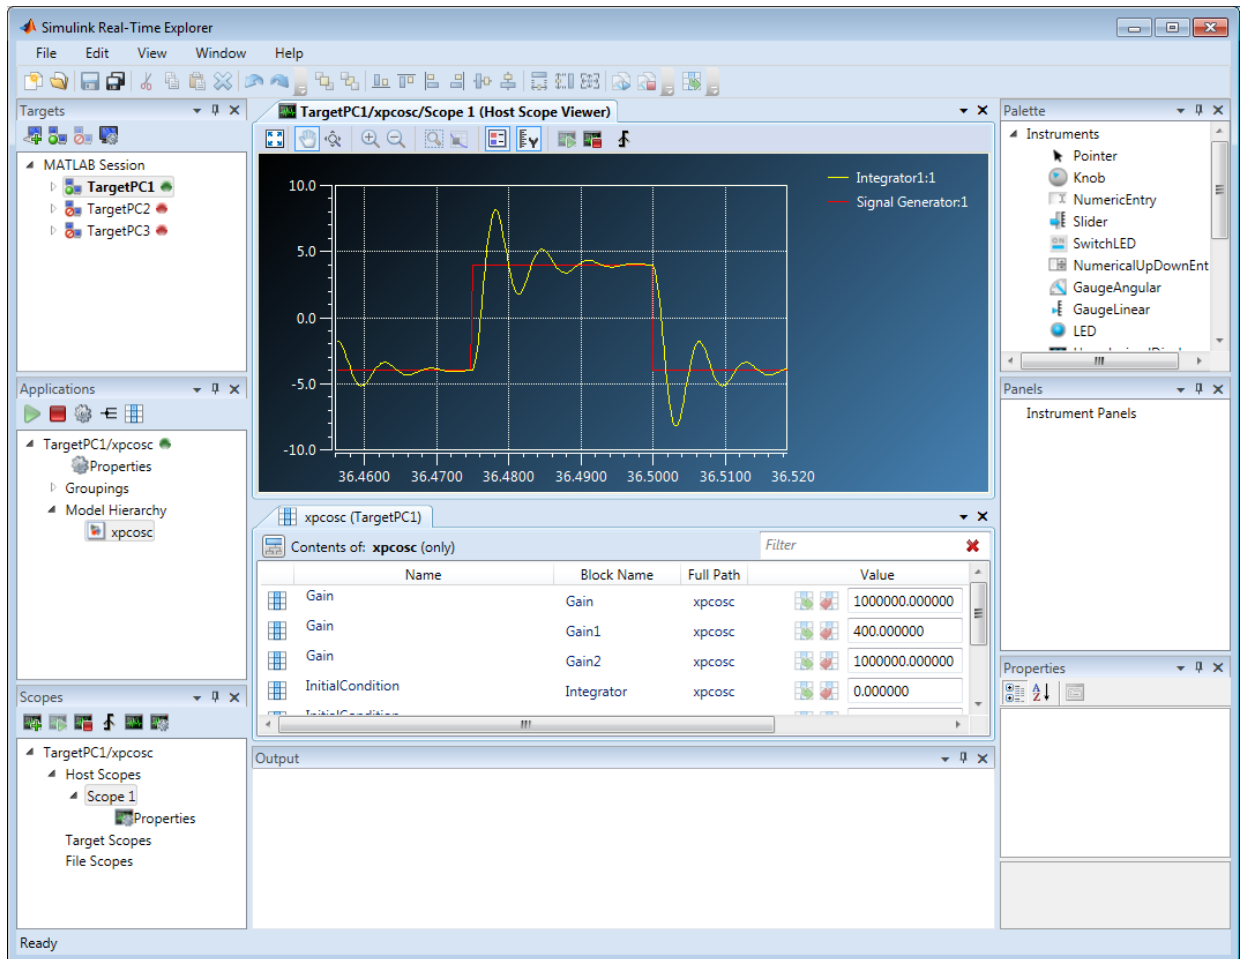 Simulink Real-Time Explorer
File Edit View Window Help
Targets
MATLAB Session
TargetPC1
TargetPC2
TargetPC3
Applications
TargetPC1/xpcosc
Properties
Groupings
Model Hierarchy
xpcosc
Scopes
TargetPC1/xpcosc
Host Scopes
Scope 1
Properties
Target Scopes
File Scopes
TargetPC1/xpcosc/Scope 1 (Host Scope Viewer)
10.0
5.0
0.0
-5.0
-10.0
36.4600 36.4700 36.4800 36.4900 36.5000 36.5100 36.520
Integrator1:1
Signal Generator:1
xpcosc (TargetPC1)
Contents of: xpcosc (only) Filter
Name Block Name Full Path Value
Gain Gain xpcosc 1000000.000000
Gain Gain1 xpcosc 400.000000
Gain Gain2 xpcosc 1000000.000000
InitialCondition Integrator xpcosc 0.000000
InitialCondition
Output
Palette
Instruments
Pointer
Knob
NumericEntry
Slider
SwitchLED
NumericalUpDownEnt
GaugeAngular
GaugeLinear
LED
Panels
Instrument Panels
Properties
Ready